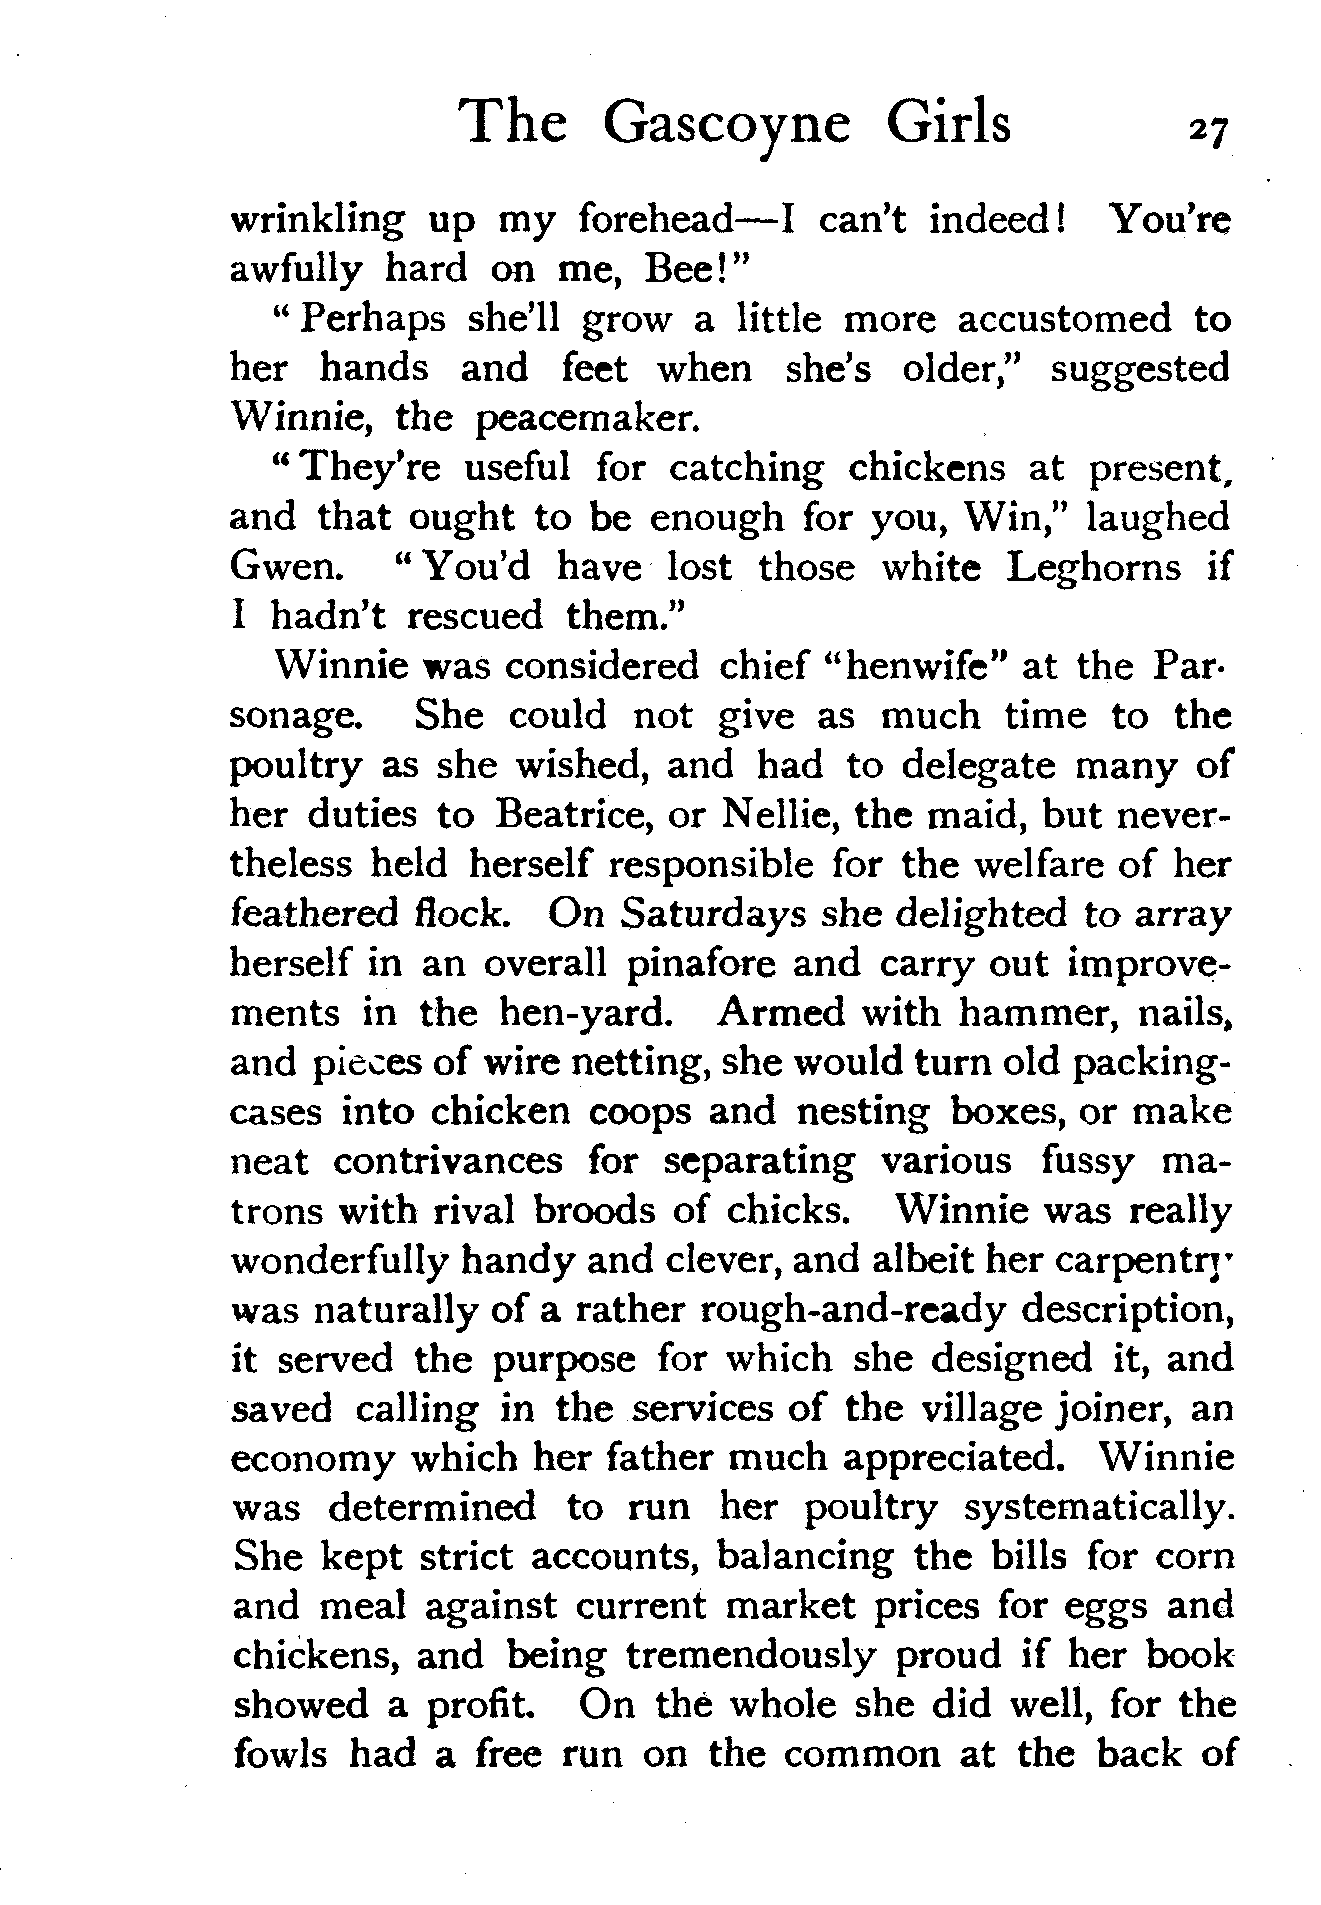 The Gascoyne Girls 27
wrinkling up my forehead—I can't indeed! You're
awfully hard on me, Bee!"
"Perhaps she'll grow a little more accustomed to
her hands and feet when she's older," suggested
Winnie, the peacemaker.
"They're useful for catching chickens at present,
and that ought to be enough for you, Win," laughed
Gwen. "You'd have lost those white Leghorns if
I hadn't rescued them."
Winnie was considered chief "henwife" at the Par-
sonage. She could not give as much time to the
poultry as she wished, and had to delegate many of
her duties to Beatrice, or Nellie, the maid, but never-
theless held herself responsible for the welfare of her
feathered flock. On Saturdays she delighted to array
herself in an overall pinafore and carry out improve-
ments in the hen-yard. Armed with hammer, nails,
and pieces of wire netting, she would turn old packing-
cases into chicken coops and nesting boxes, or make
neat contrivances for separating various fussy ma-
trons with rival broods of chicks. Winnie was really
wonderfully handy and clever, and albeit her carpentry
was naturally of a rather rough-and-ready description,
it served the purpose for which she designed it, and
saved calling in the services of the village joiner, an
economy which her father much appreciated. Winnie
was determined to run her poultry systematically.
She kept strict accounts, balancing the bills for corn
and meal against current market prices for eggs and
chickens, and being tremendously proud if her book
showed a profit. On the whole she did well, for the
fowls had a free run on the common at the back of